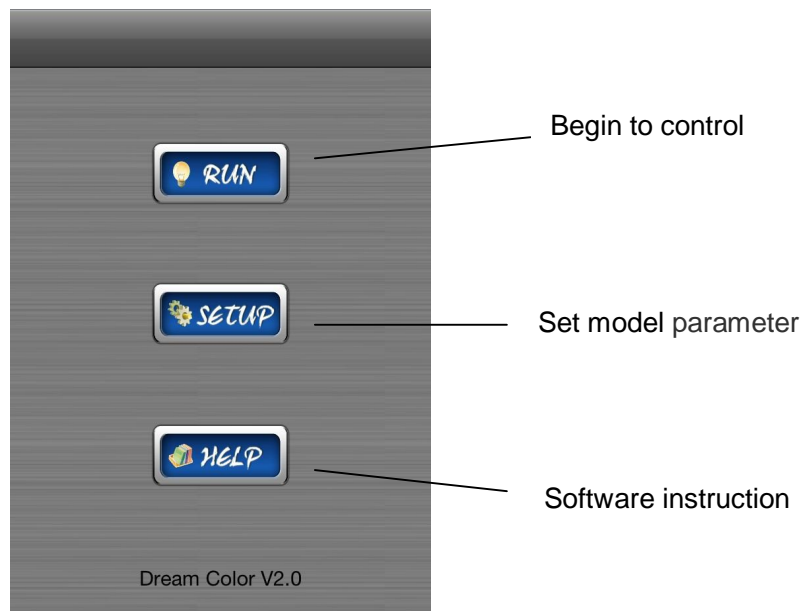 Begin to control
RUN
SETUP
Set model parameter
HELP
Software instruction
Dream Color V2.0